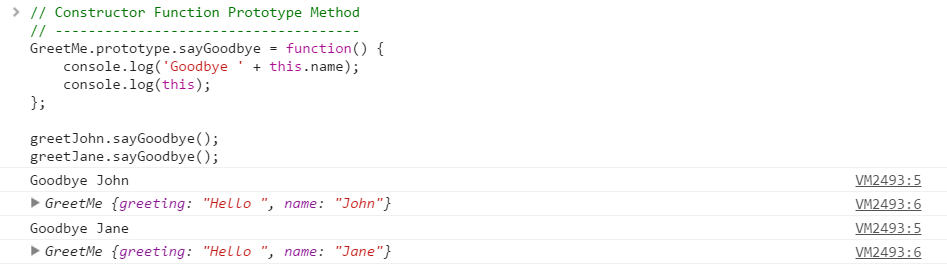 // Constructor Function Prototype Method
// -------------------------------------
GreetMe.prototype.sayGoodbye = function() {
    console.log('Goodbye ' + this.name);
    console.log(this);
};

greetJohn.sayGoodbye();
greetJane.sayGoodbye();
Goodbye John VM2493:5
GreetMe {greeting: "Hello ", name: "John"} VM2493:6
Goodbye Jane VM2493:5
GreetMe {greeting: "Hello ", name: "Jane"} VM2493:6